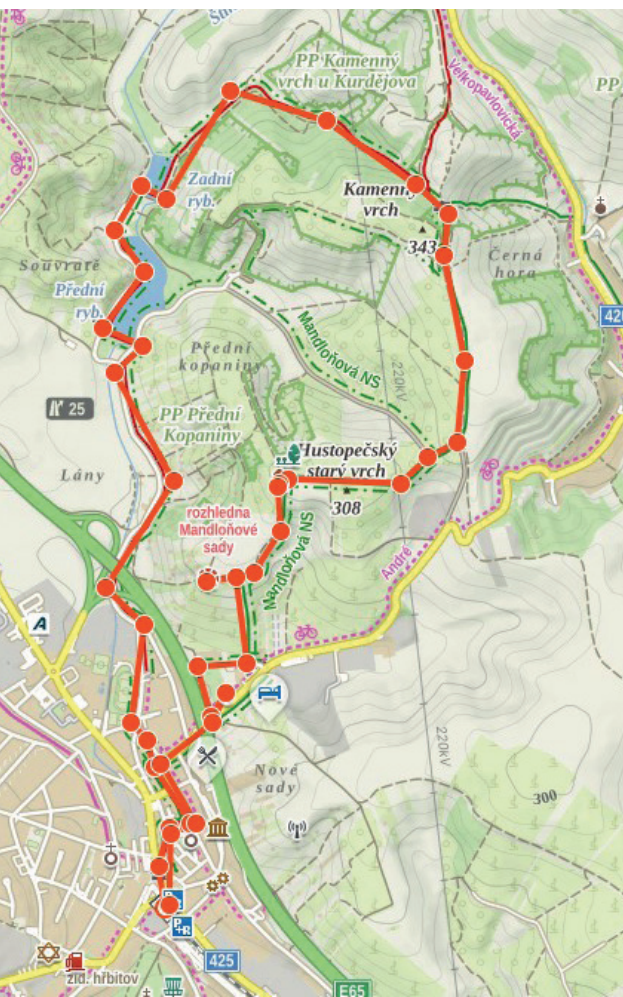 PP Kamenný
vrch u Kurdějova
Velkopavlovická
PP
Zadní
ryb.
Kamenný
vrch
343
Souvratě
Černá
hora
Přední
ryb.
420
Mandloňová NS
Přední
kopaniny
220kV
25
PP Přední
Kopaniny
Hustopečský
starý vrch
Lány
308
rozhledna
Mandloňové
sady
Mandloňová NS
André
A
220kV
Nové
sady
300
P
P
+R
425
žid. hřbitov
E65